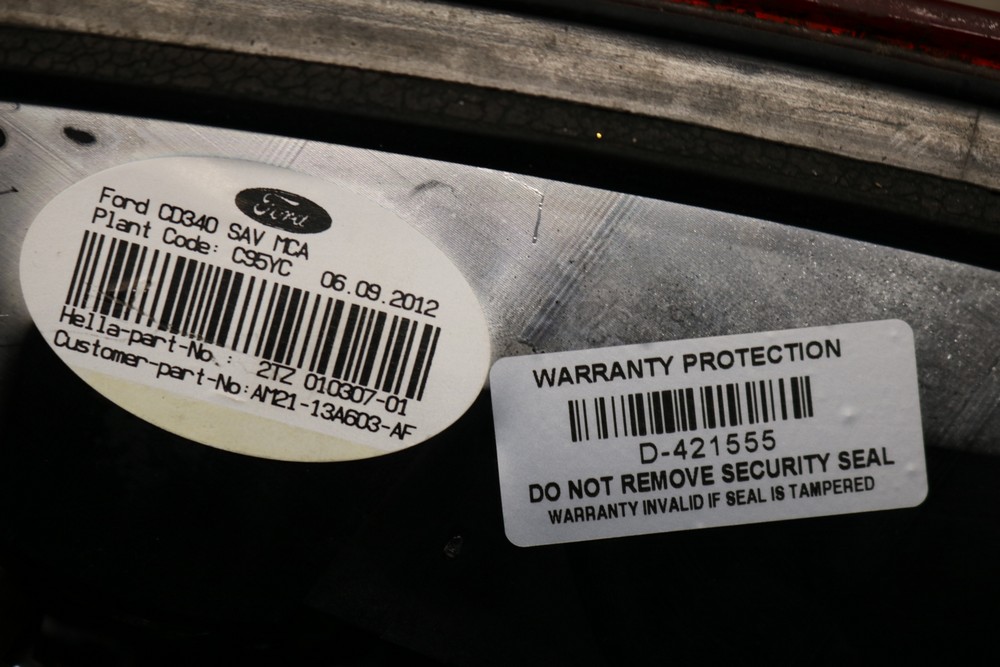 Ford
Ford CD340 SAV MCA
Plant Code: C95YC 06.09.2012
Hella-part-No.: 2TZ 010307-01
Customer-part-No: AM21-13A603-AF
WARRANTY PROTECTION
D-421555
DO NOT REMOVE SECURITY SEAL
WARRANTY INVALID IF SEAL IS TAMPERED